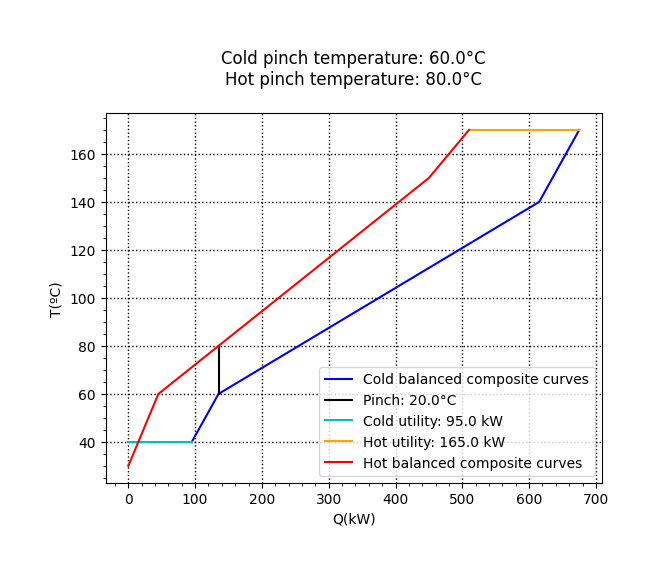 Cold pinch temperature: 60.0°C
Hot pinch temperature: 80.0°C
T(ºC)
160
140
120
100
80
60
40
Cold balanced composite curves
Pinch: 20.0°C
Cold utility: 95.0 kW
Hot utility: 165.0 kW
Hot balanced composite curves
0 100 200 300 400 500 600 700
Q(kW)